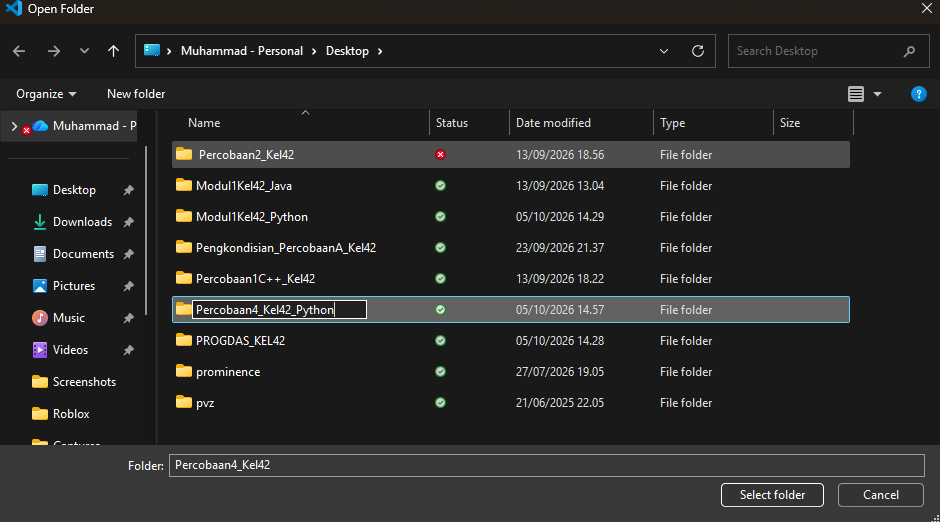 Open Folder
Muhammad - Personal Desktop
Search Desktop
Organize New folder
Muhammad - P
Desktop
Downloads
Documents
Pictures
Music
Videos
Screenshots
Roblox
Name Status Date modified Type Size
Percobaan2_Kel42 13/09/2026 18.56 File folder
Modul1Kel42_Java 13/09/2026 13.04 File folder
Modul1Kel42_Python 05/10/2026 14.29 File folder
Pengkondisian_PercobaanA_Kel42 23/09/2026 21.37 File folder
Percobaan1C++_Kel42 13/09/2026 18.22 File folder
Percobaan4_Kel42_Python 05/10/2026 14.57 File folder
PROGDAS_KEL42 05/10/2026 14.28 File folder
prominence 27/07/2026 19.05 File folder
pvz 21/06/2025 22.05 File folder
Folder: Percobaan4_Kel42
Select folder Cancel